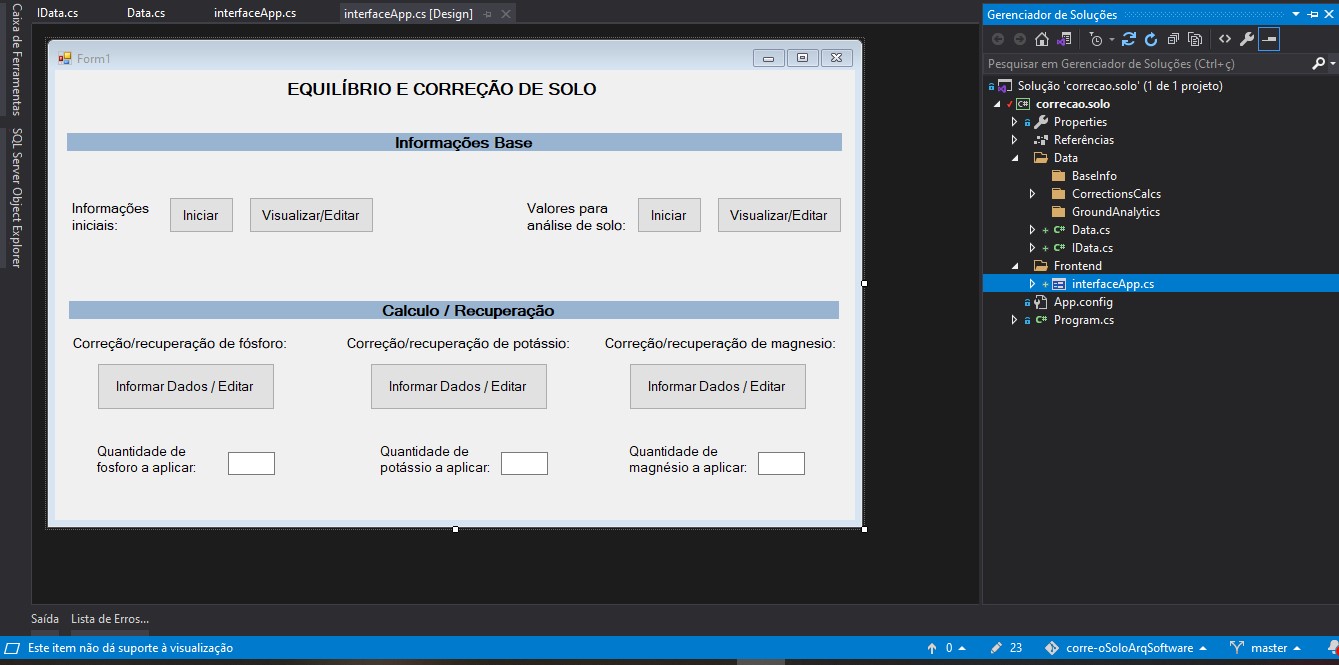 IData.cs
Data.cs
interfaceApp.cs
interfaceApp.cs [Design]
Caixa de Ferramentas
SQL Server Object Explorer
Form1
EQUILÍBRIO E CORREÇÃO DE SOLO
Informações Base
Informações
iniciais:
Iniciar
Visualizar/Editar
Valores para
análise de solo:
Iniciar
Visualizar/Editar
Calculo / Recuperação
Correção/recuperação de fósforo:
Correção/recuperação de potássio:
Correção/recuperação de magnesio:
Informar Dados / Editar
Informar Dados / Editar
Informar Dados / Editar
Quantidade de
fosforo a aplicar:
Quantidade de
potássio a aplicar:
Quantidade de
magnésio a aplicar:
Gerenciador de Soluções
Pesquisar em Gerenciador de Soluções (Ctrl+ç)
Solução 'correcao.solo' (1 de 1 projeto)
C# correcao.solo
Properties
Referências
Data
BaseInfo
CorrectionsCalcs
GroundAnalytics
C# Data.cs
C# IData.cs
Frontend
interfaceApp.cs
App.config
C# Program.cs
Saída
Lista de Erros...
Este item não dá suporte à visualização
0
23
corre-oSoloArqSoftware
master